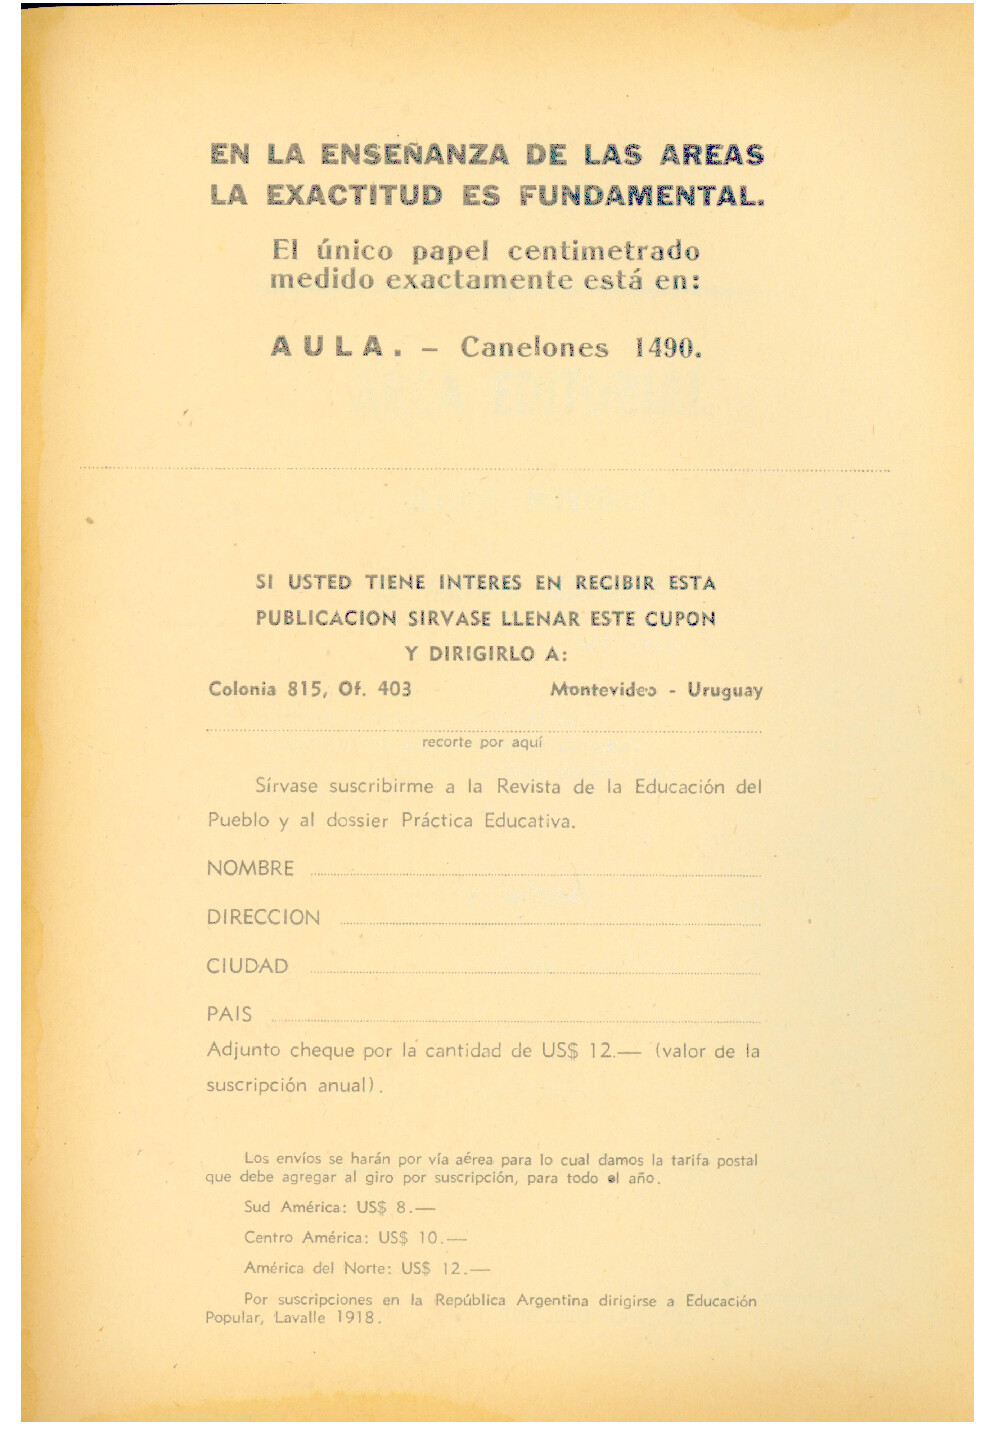 EN LA ENSEÑANZA DE LAS AREAS
LA EXACTITUD ES FUNDAMENTAL.
El único papel centimetrado
medido exactamente está en:
AULA. – Canelones 1490.
SI USTED TIENE INTERES EN RECIBIR ESTA
PUBLICACION SIRVASE LLENAR ESTE CUPON
Y DIRIGIRLO A:
Colonia 815, Of. 403 Montevideo - Uruguay
recorte por aquí
Sírvase suscribirme a la Revista de la Educación del
Pueblo y al dossier Práctica Educativa.
NOMBRE
DIRECCION
CIUDAD
PAIS
Adjunto cheque por la cantidad de US$ 12.— (valor de la
suscripción anual).
Los envíos se harán por vía aérea para lo cual damos la tarifa postal
que debe agregar al giro por suscripción, para todo el año.
Sud América: US$ 8.—
Centro América: US$ 10.—
América del Norte: US$ 12.—
Por suscripciones en la República Argentina dirigirse a Educación
Popular, Lavalle 1918.